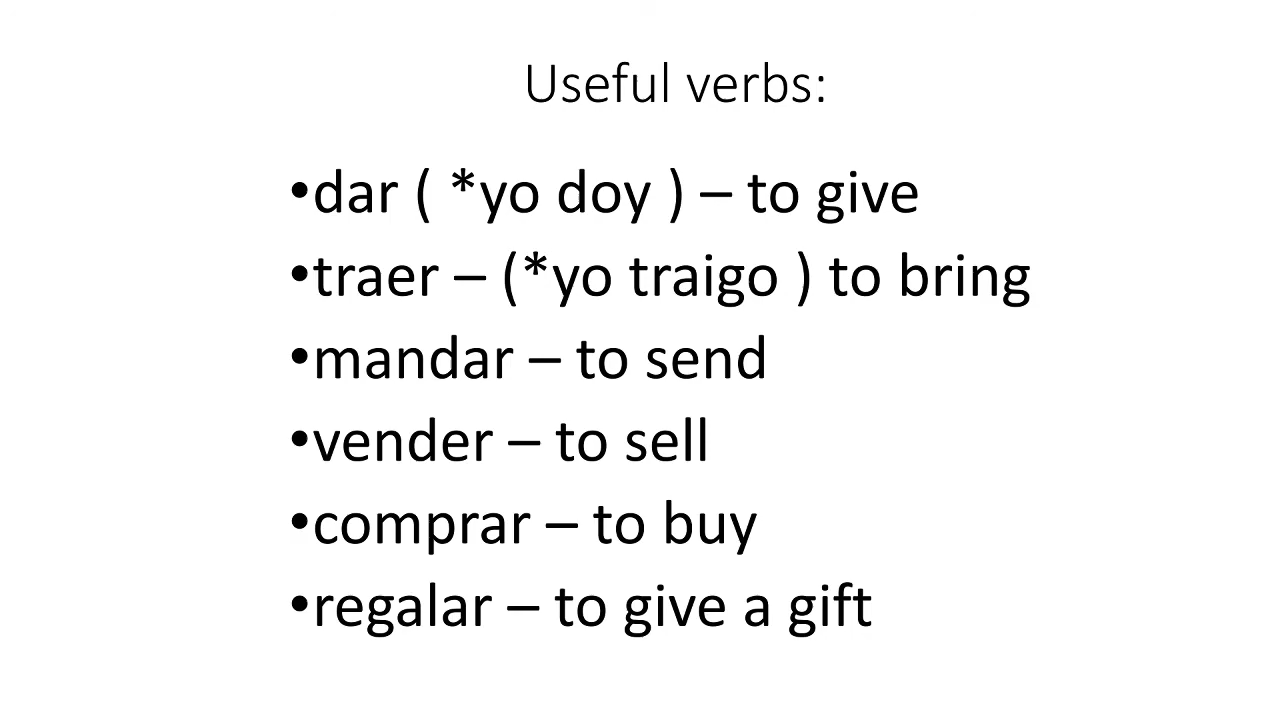 Useful verbs:
•dar ( *yo doy ) – to give
•traer – (*yo traigo ) to bring
•mandar – to send
•vender – to sell
•comprar – to buy
•regalar – to give a gift